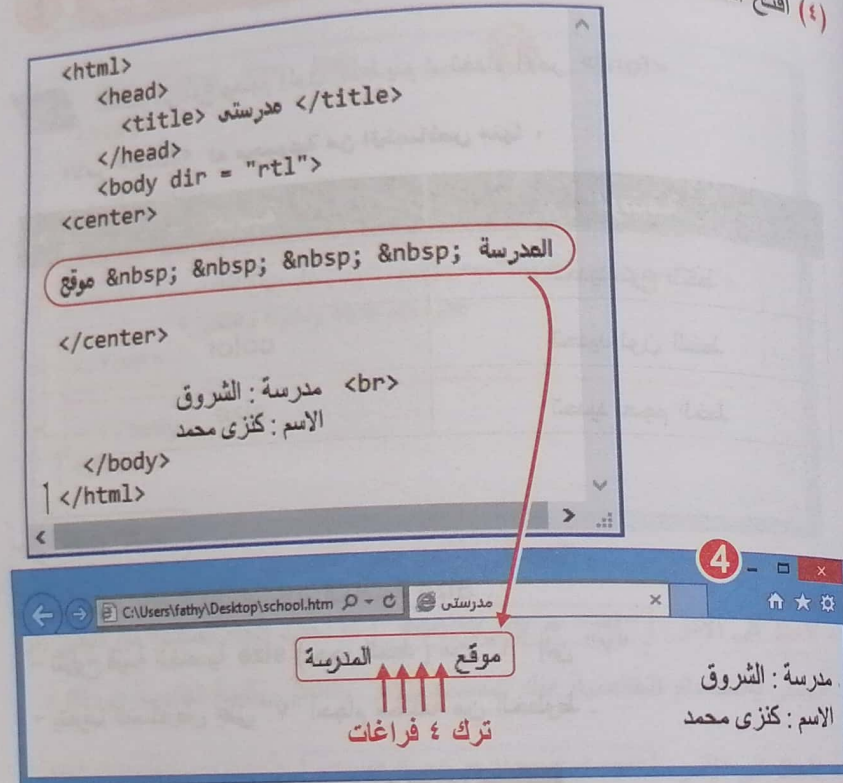 (٤) افتح
<html>
<head>
<title> مدرستى </title>
</head>
<body dir = "rtl">
<center>
موقع &nbsp; &nbsp; &nbsp; &nbsp; المدرسة
</center>
مدرسة : الشروق <br>
الاسم : كنزى محمد
</body>
</html>
4
C:\Users\fathy\Desktop\school.htm
مدرستى
موقع المدرسة
ترك ٤ فراغات
مدرسة : الشروق
الاسم : كنزى محمد